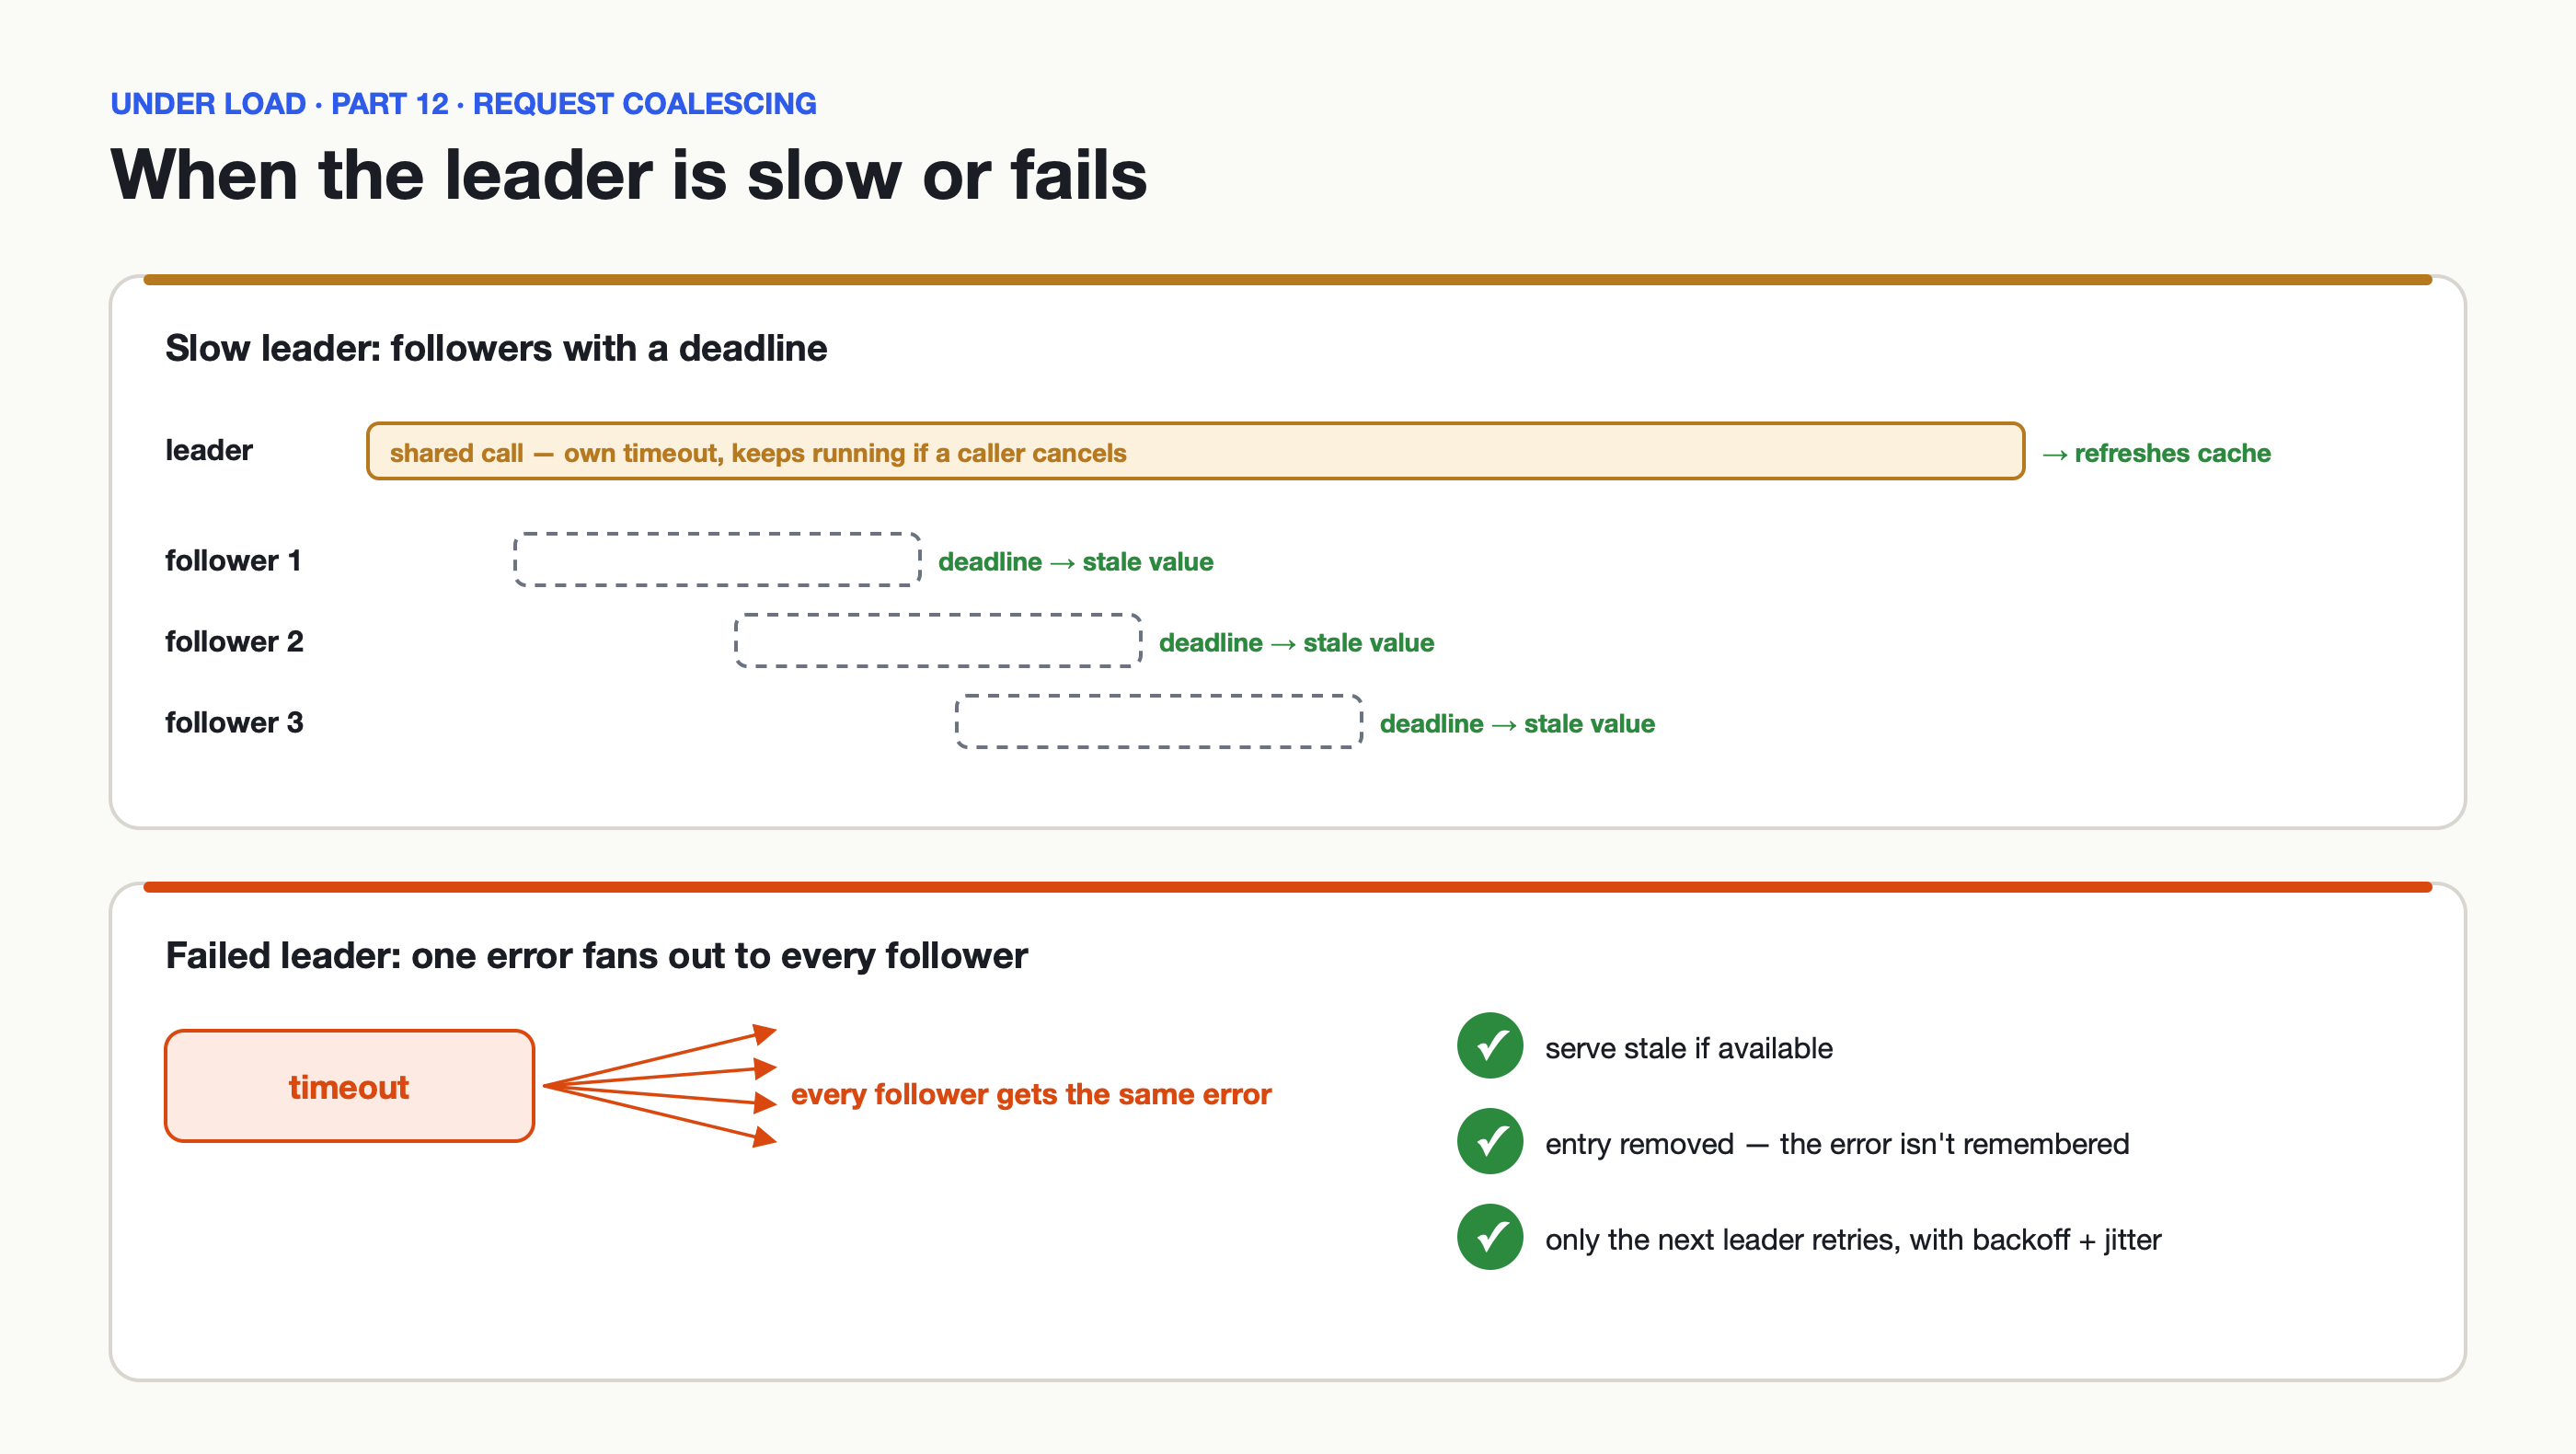 UNDER LOAD · PART 12 · REQUEST COALESCING
When the leader is slow or fails
Slow leader: followers with a deadline
leader
shared call — own timeout, keeps running if a caller cancels
→ refreshes cache
follower 1
deadline → stale value
follower 2
deadline → stale value
follower 3
deadline → stale value
Failed leader: one error fans out to every follower
timeout
every follower gets the same error
serve stale if available
entry removed — the error isn't remembered
only the next leader retries, with backoff + jitter